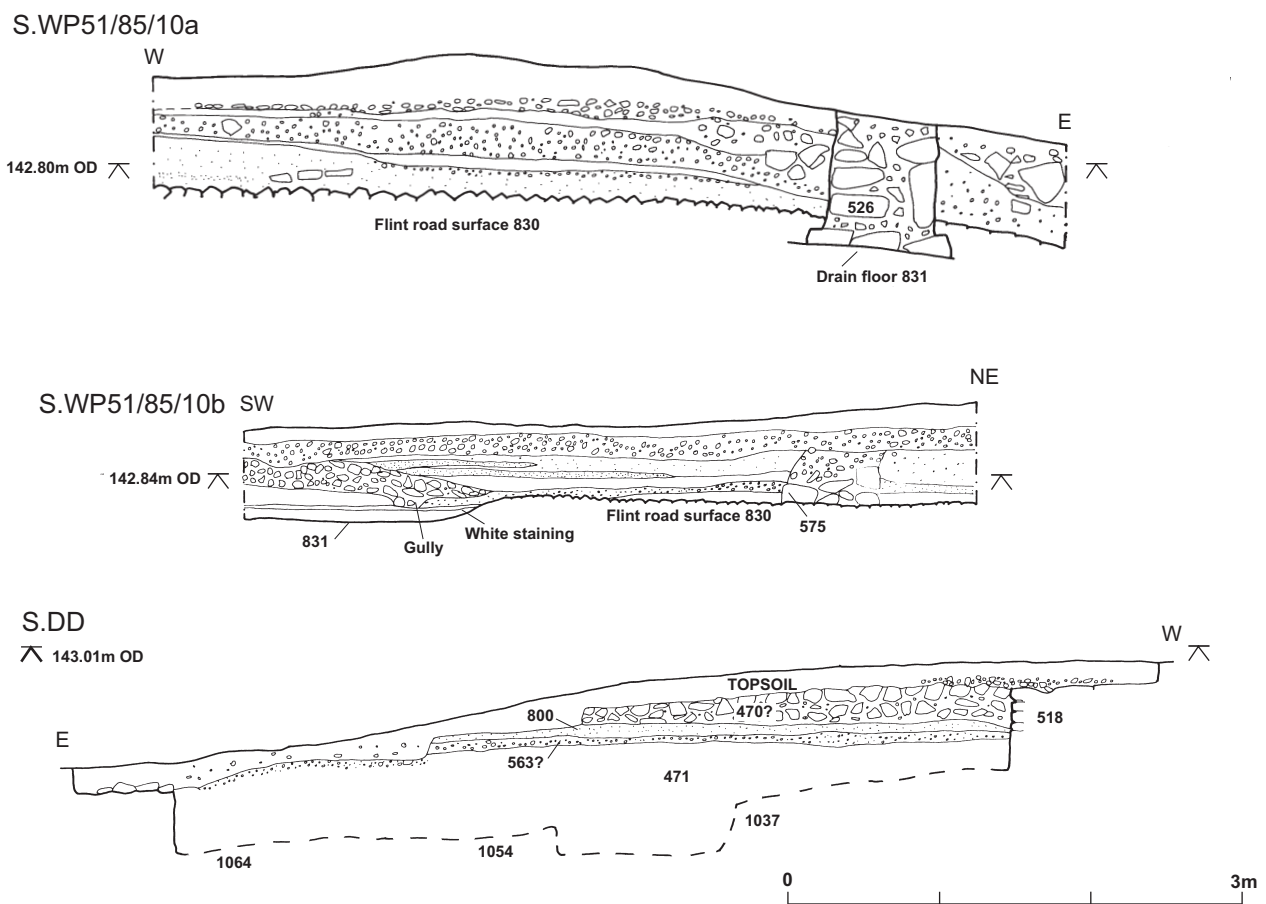 S.WP51/85/10a
W
E
142.80m OD
526
Flint road surface 830
Drain floor 831
NE
S.WP51/85/10b SW
142.84m OD
Flint road surface 830
575
White staining
831
Gully
S.DD
W
143.01m OD
TOPSOIL
470?
800
518
E
563?
471
1037
1054
1064
0
3m